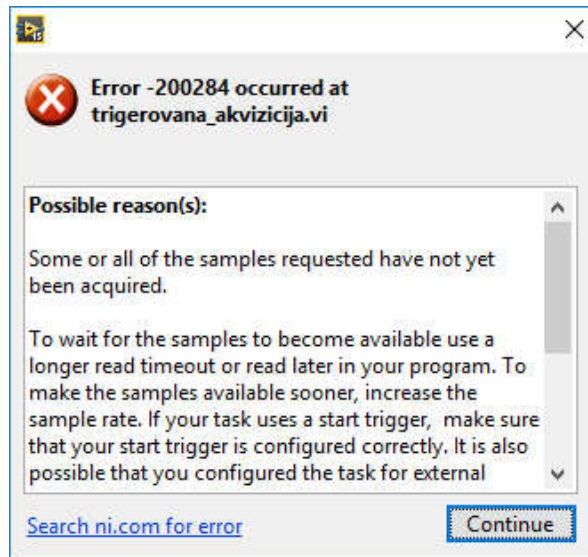 Error -200284 occurred at
trigerovana_akvizicija.vi
Possible reason(s):
Some or all of the samples requested have not yet
been acquired.
To wait for the samples to become available use a
longer read timeout or read later in your program. To
make the samples available sooner, increase the
sample rate. If your task uses a start trigger,  make sure
that your start trigger is configured correctly. It is also
possible that you configured the task for external
Search ni.com for error
Continue